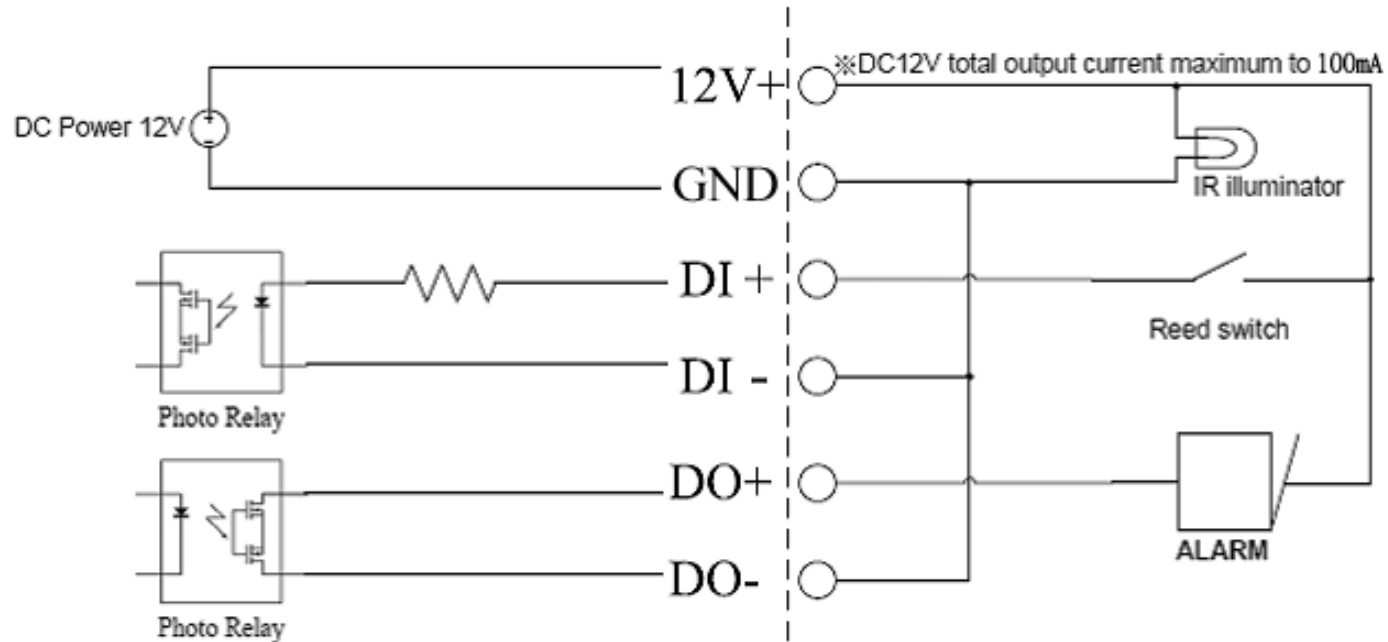 ※DC12V total output current maximum to 100mA
12V+
DC Power 12V
GND
IR illuminator
DI +
Reed switch
DI -
Photo Relay
DO+
ALARM
DO-
Photo Relay